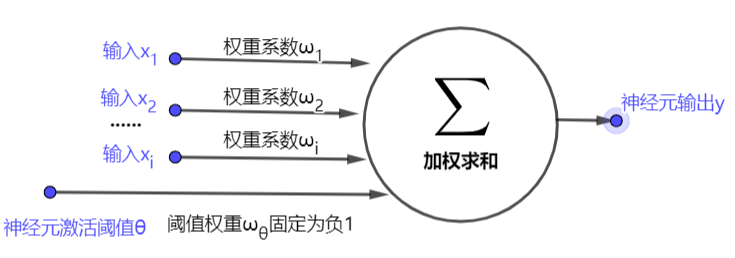 输入x1 权重系数ω1
输入x2 权重系数ω2
······
输入xi 权重系数ωi
∑
加权求和
神经元输出y
神经元激活阈值θ 阈值权重ωθ固定为负1